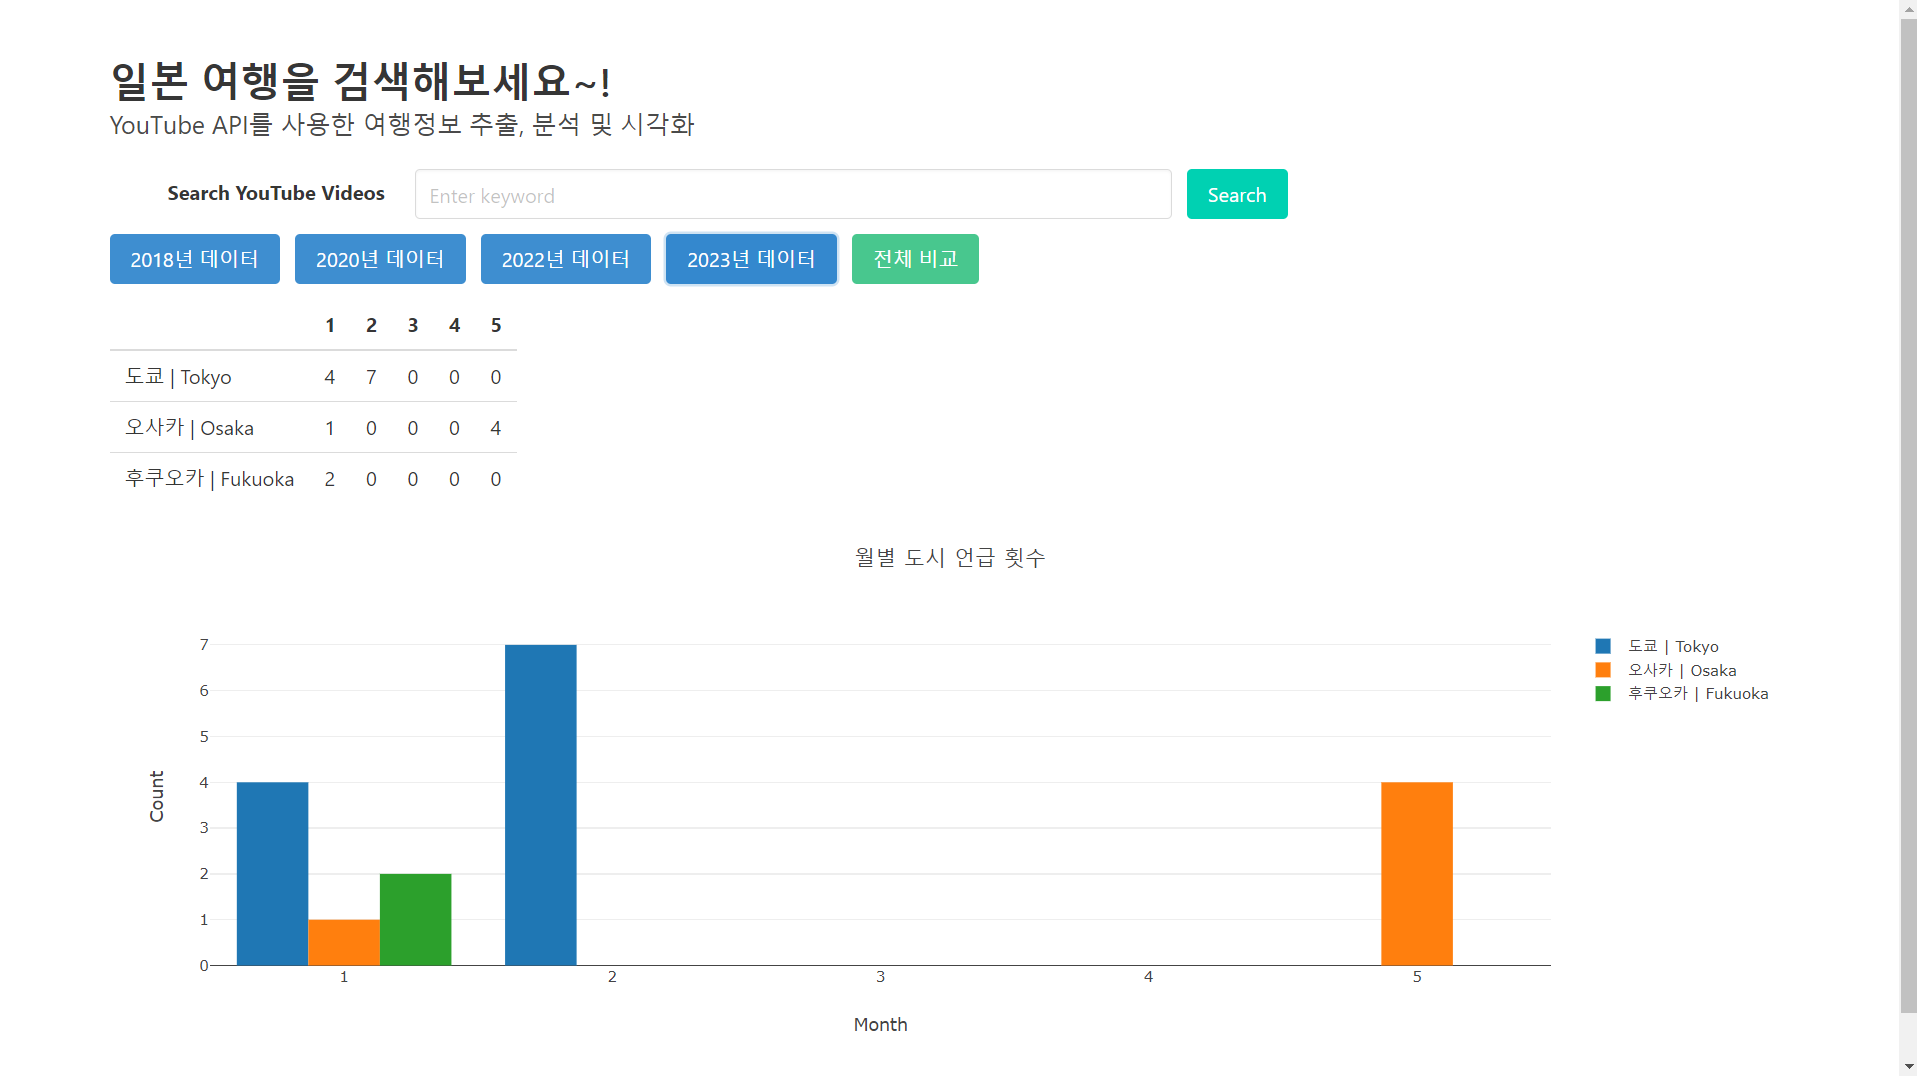 일본 여행을 검색해보세요~!
YouTube API를 사용한 여행정보 추출, 분석 및 시각화
Search YouTube Videos Enter keyword Search
2018년 데이터 2020년 데이터 2022년 데이터 2023년 데이터 전체 비교
1 2 3 4 5
도쿄 | Tokyo 4 7 0 0 0
오사카 | Osaka 1 0 0 0 4
후쿠오카 | Fukuoka 2 0 0 0 0
월별 도시 언급 횟수
도쿄 | Tokyo
오사카 | Osaka
후쿠오카 | Fukuoka
7
6
5
4
3
2
1
0
Count
1 2 3 4 5
Month